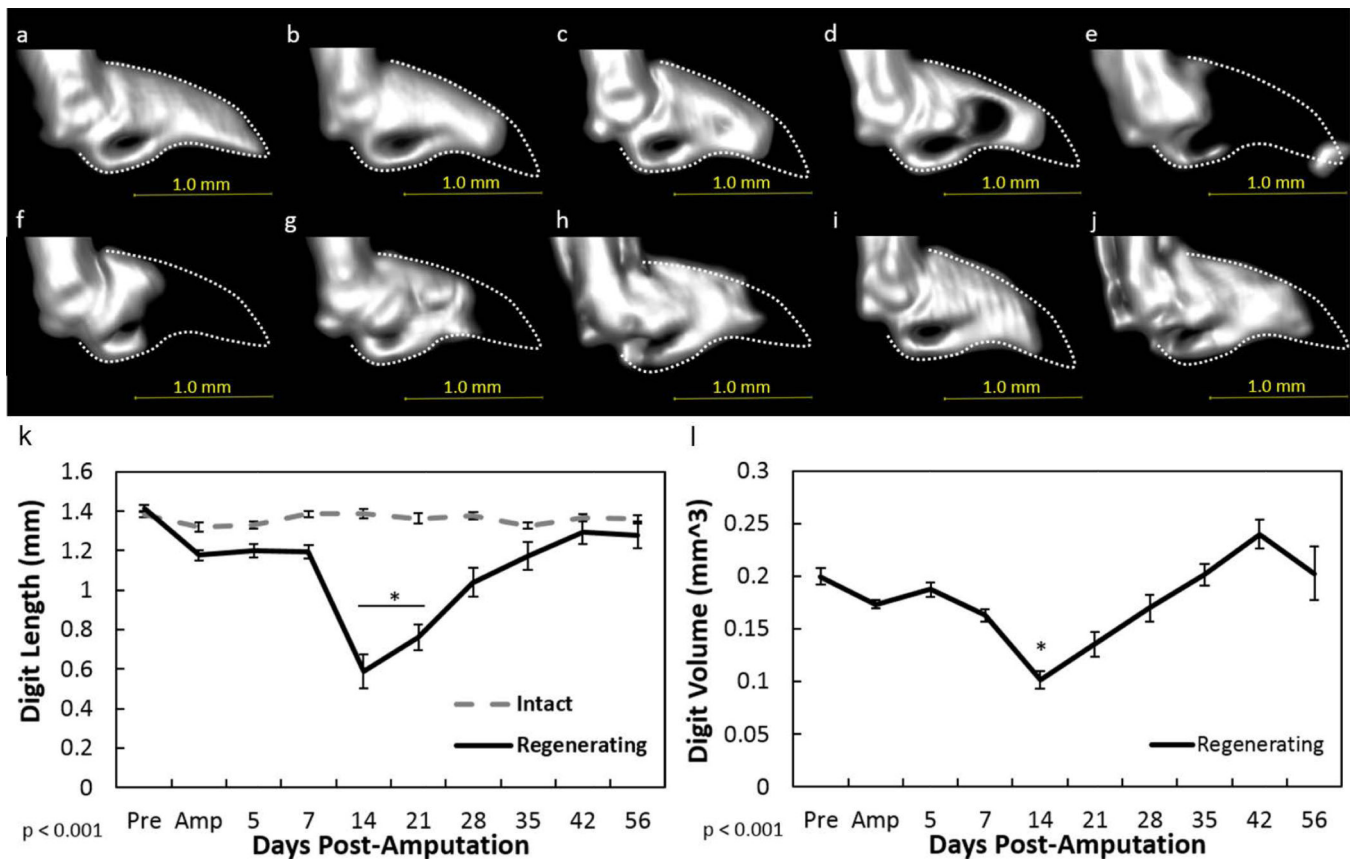 a b c d e
1.0 mm 1.0 mm 1.0 mm 1.0 mm 1.0 mm
f g h i j
1.0 mm 1.0 mm 1.0 mm 1.0 mm 1.0 mm
k
Digit Length (mm)
1.6
1.4
1.2
1
0.8
0.6
0.4
0.2
0
*
Intact
Regenerating
Pre Amp 5 7 14 21 28 35 42 56
p < 0.001
Days Post-Amputation
l
Digit Volume (mm^3)
0.3
0.25
0.2
0.15
0.1
0.05
0
*
Regenerating
Pre Amp 5 7 14 21 28 35 42 56
p < 0.001
Days Post-Amputation